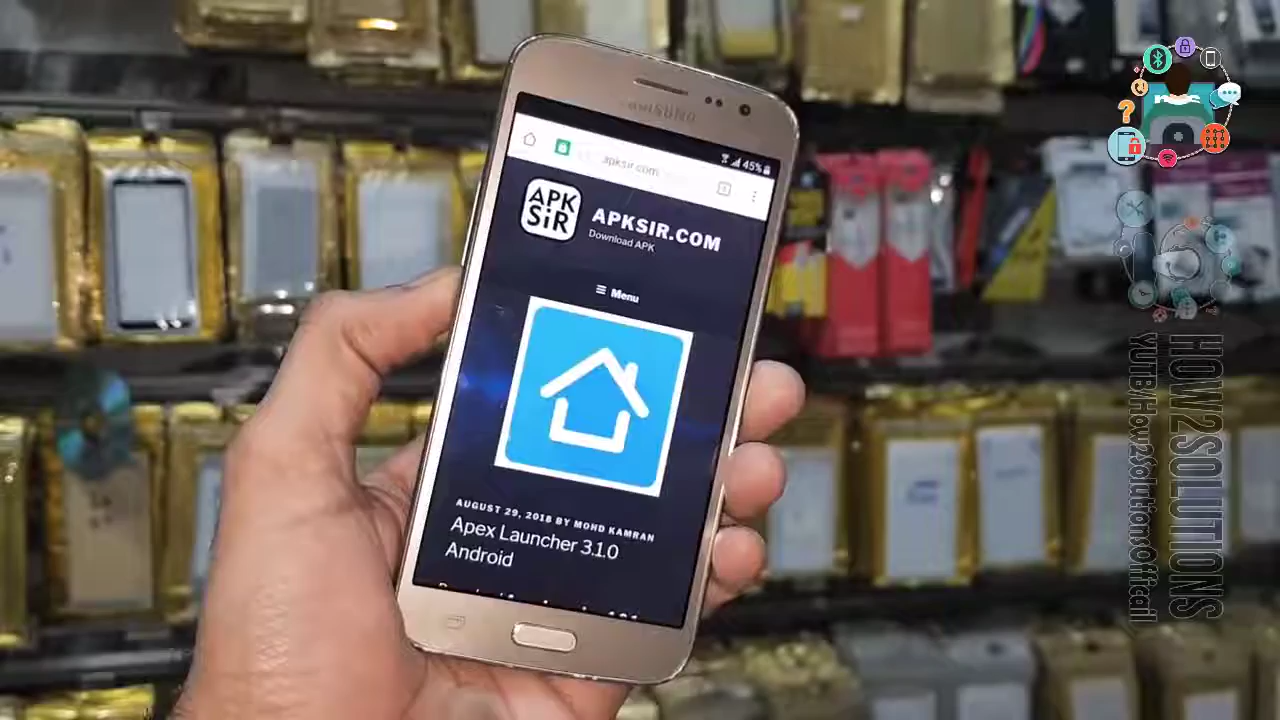 SAMSUNG
45%
apksir.com
APK
SiR
APKSIR.COM
Download APK
Menu
AUGUST 29, 2018 BY MOHD KAMRAN
Apex Launcher 3.1.0
Android
HOW2SOLUTIONS
YUTB/How2SolutionsOffcail